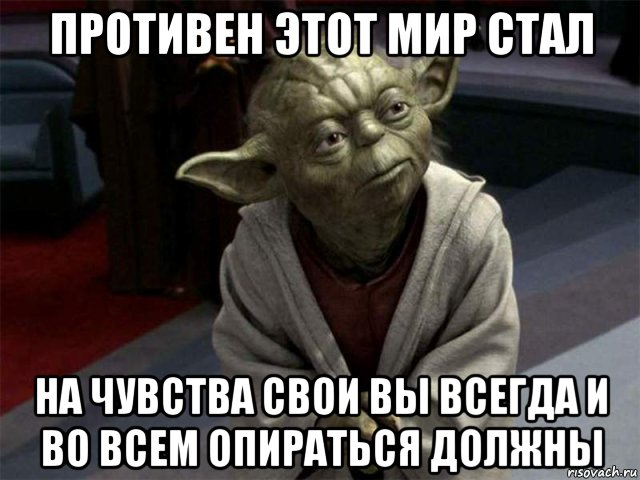 ПРОТИВЕН ЭТОТ МИР СТАЛ
НА ЧУВСТВА СВОИ ВЫ ВСЕГДА И
ВО ВСЕМ ОПИРАТЬСЯ ДОЛЖНЫ
risovach.ru